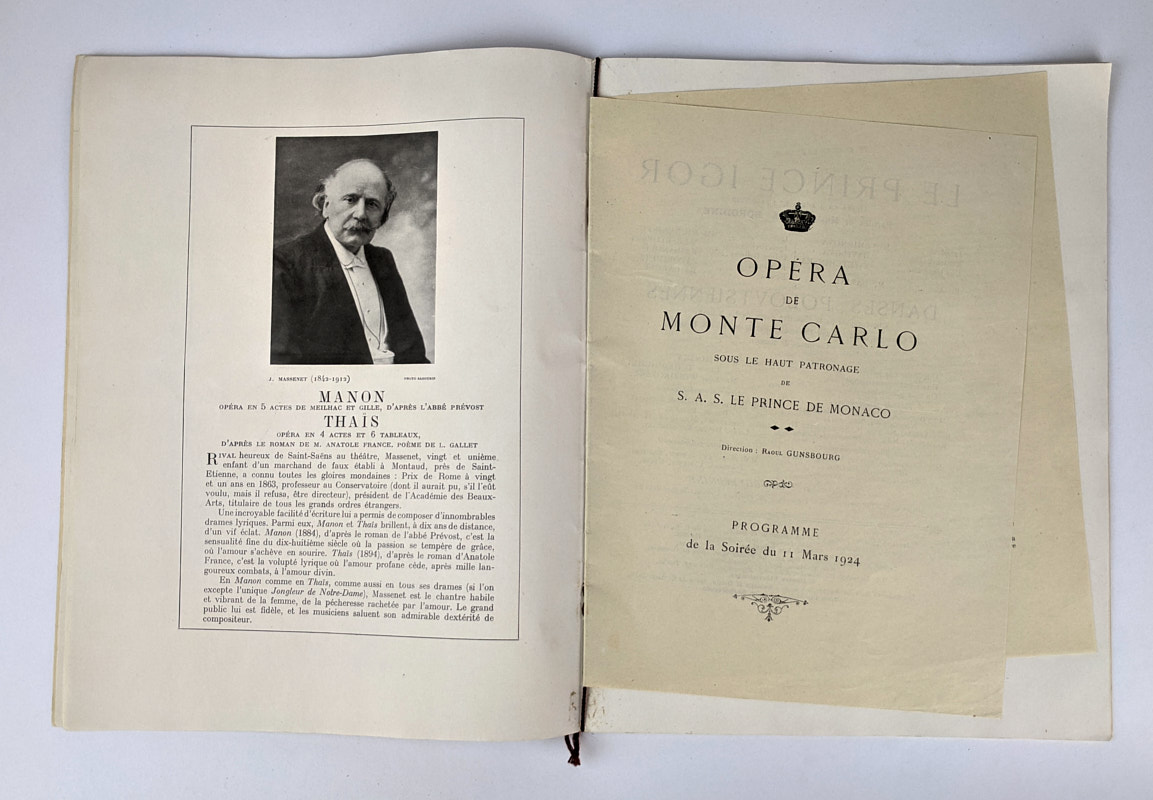 J. MASSENET (1842-1912)
MANON
OPÉRA EN 5 ACTES DE MEILHAC ET GILLE, D'APRÈS L'ABBÉ PRÉVOST
THAÏS
OPÉRA EN 4 ACTES ET 6 TABLEAUX,
D'APRÈS LE ROMAN DE M. ANATOLE FRANCE. POÈME DE L. GALLET
RIVAL heureux de Saint-Saëns au théâtre, Massenet, vingt et unième
enfant d'un marchand de faux établi à Montaud, près de Saint-
Etienne, a connu toutes les gloires mondaines : Prix de Rome à vingt
et un ans en 1863, professeur au Conservatoire (dont il aurait pu, s'il l'eût
voulu, mais il refusa, être directeur), président de l'Académie des Beaux-
Arts, titulaire de tous les grands ordres étrangers.
Une incroyable facilité d'écriture lui a permis de composer d'innombrables
drames lyriques. Parmi eux, Manon et Thaïs brillent, à dix ans de distance,
d'un vif éclat. Manon (1884), d'après le roman de l'abbé Prévost, c'est la
sensualité fine du dix-huitième siècle où la passion se tempère de grâce,
où l'amour s'achève en sourire. Thaïs (1894), d'après le roman d'Anatole
France, c'est la volupté lyrique où l'amour profane cède, après mille lan-
goureux combats, à l'amour divin.
En Manon comme en Thaïs, comme aussi en tous ses drames (si l'on
excepte l'unique Jongleur de Notre-Dame), Massenet est le chantre habile
et vibrant de la femme, de la pécheresse rachetée par l'amour. Le grand
public lui est fidèle, et les musiciens saluent son admirable dextérité de
compositeur.
OPÉRA
DE
MONTE CARLO
SOUS LE HAUT PATRONAGE
DE
S. A. S. LE PRINCE DE MONACO
Direction : RAOUL GUNSBOURG
PROGRAMME
de la Soirée du 11 Mars 1924
LE PRINCE IGOR
DANSES POLOVTSIENNES